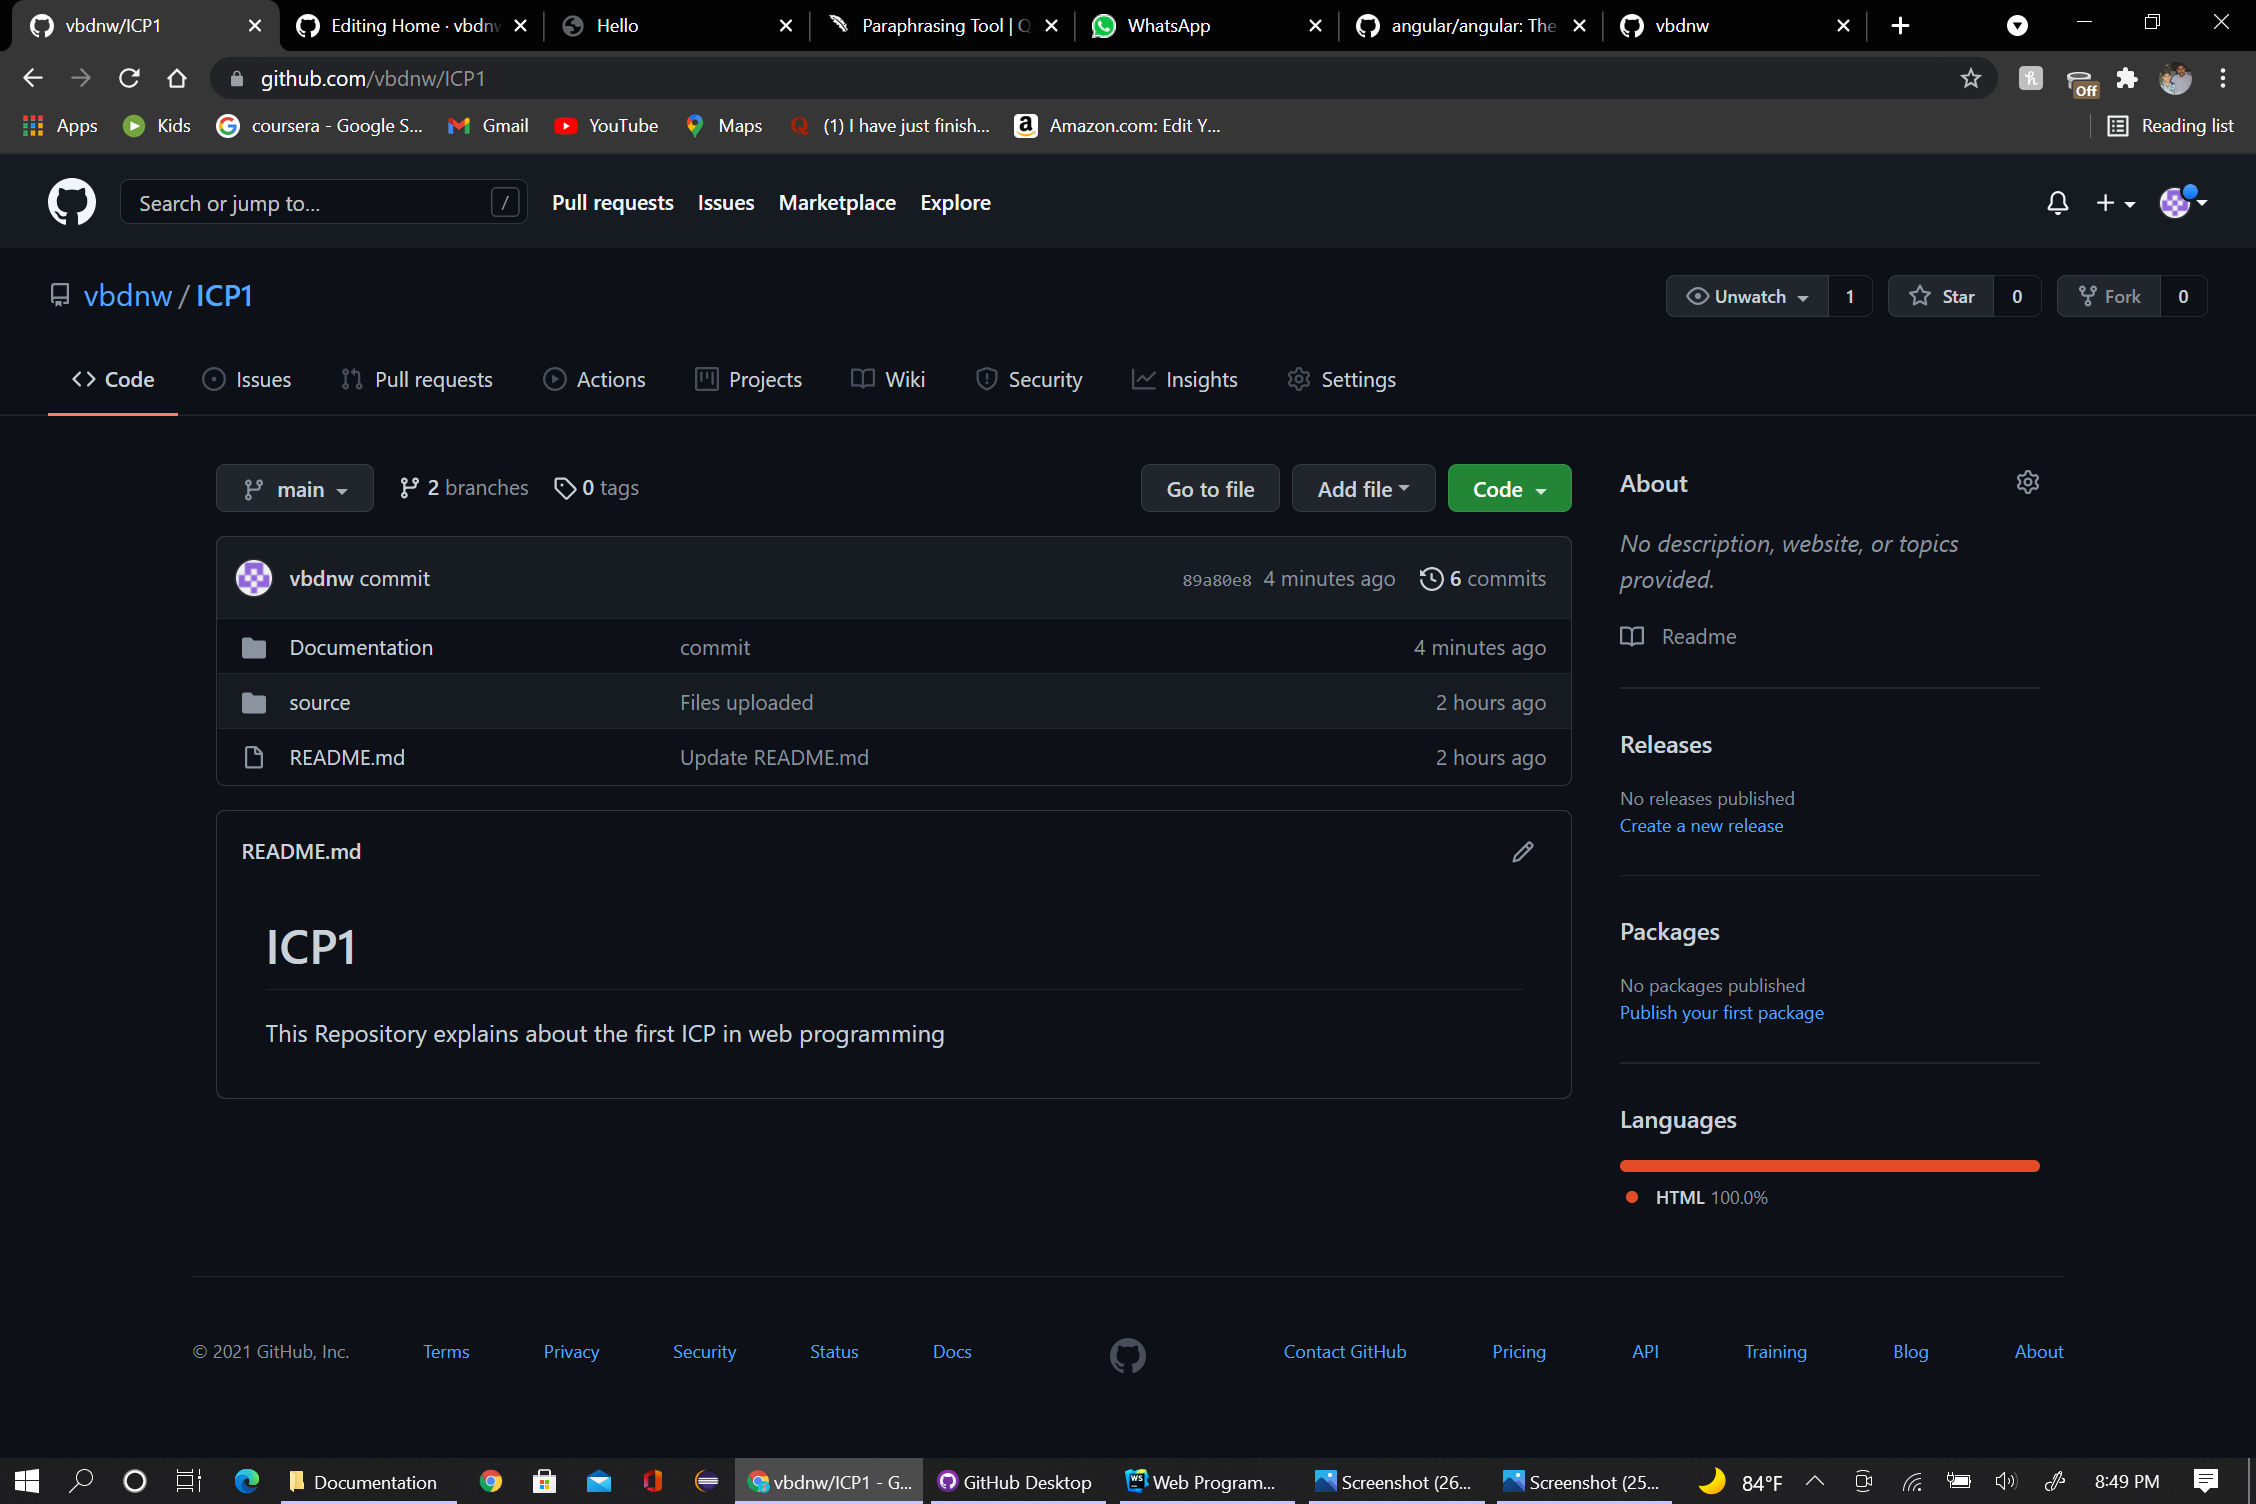 vbdnw/ICP1
Editing Home · vbdnw
Hello
Paraphrasing Tool | Q
WhatsApp
angular/angular: The
vbdnw
github.com/vbdnw/ICP1
Off
Apps
Kids
coursera - Google S...
Gmail
YouTube
Maps
(1) I have just finish...
Amazon.com: Edit Y...
Reading list
Search or jump to...
/
Pull requests
Issues
Marketplace
Explore
vbdnw / ICP1
Unwatch 1
Star 0
Fork 0
Code
Issues
Pull requests
Actions
Projects
Wiki
Security
Insights
Settings
main
2 branches
0 tags
Go to file
Add file
Code
vbdnw commit
89a80e8 4 minutes ago
6 commits
Documentation
commit
4 minutes ago
source
Files uploaded
2 hours ago
README.md
Update README.md
2 hours ago
README.md
ICP1
This Repository explains about the first ICP in web programming
About
No description, website, or topics
provided.
Readme
Releases
No releases published
Create a new release
Packages
No packages published
Publish your first package
Languages
HTML 100.0%
© 2021 GitHub, Inc.
Terms
Privacy
Security
Status
Docs
Contact GitHub
Pricing
API
Training
Blog
About
Documentation
vbdnw/ICP1 - G...
GitHub Desktop
WS
Web Program...
Screenshot (26...
Screenshot (25...
84°F
8:49 PM